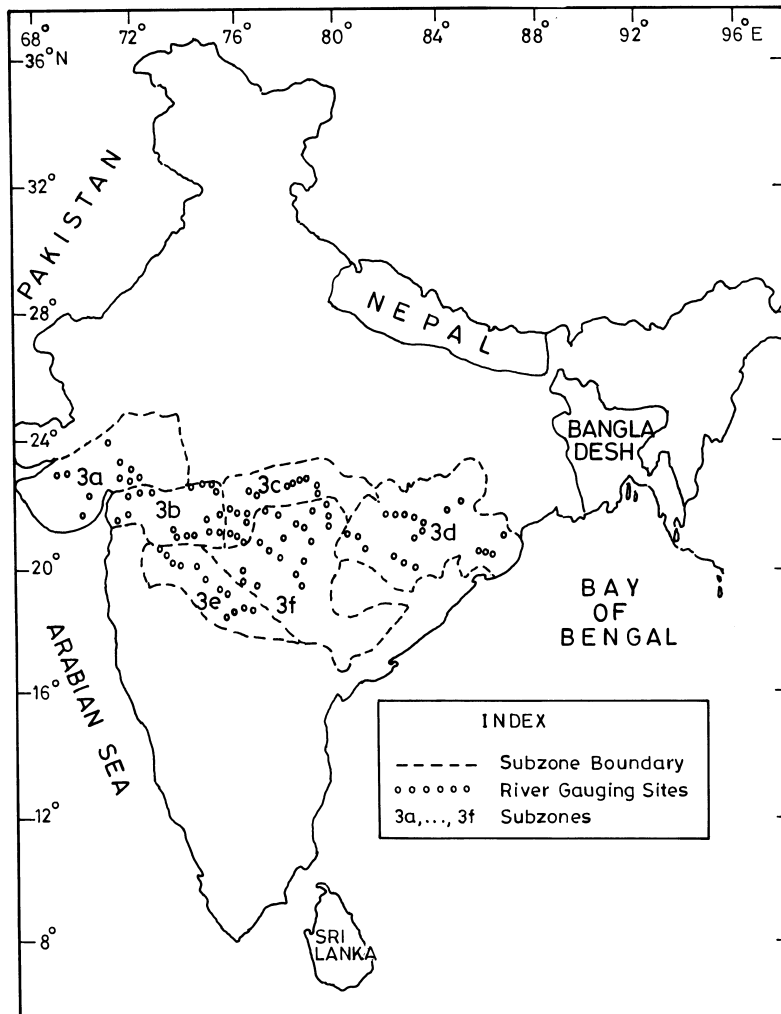 68° 72° 76° 80° 84° 88° 92° 96°E
36°N
32°
28°
24°
20°
16°
12°
8°
PAKISTAN
NEPAL
BANGLA
DESH
3a
3b
3c
3d
3e
3f
BAY
OF
BENGAL
ARABIAN SEA
INDEX
Subzone Boundary
River Gauging Sites
3a,..., 3f Subzones
SRI
LANKA